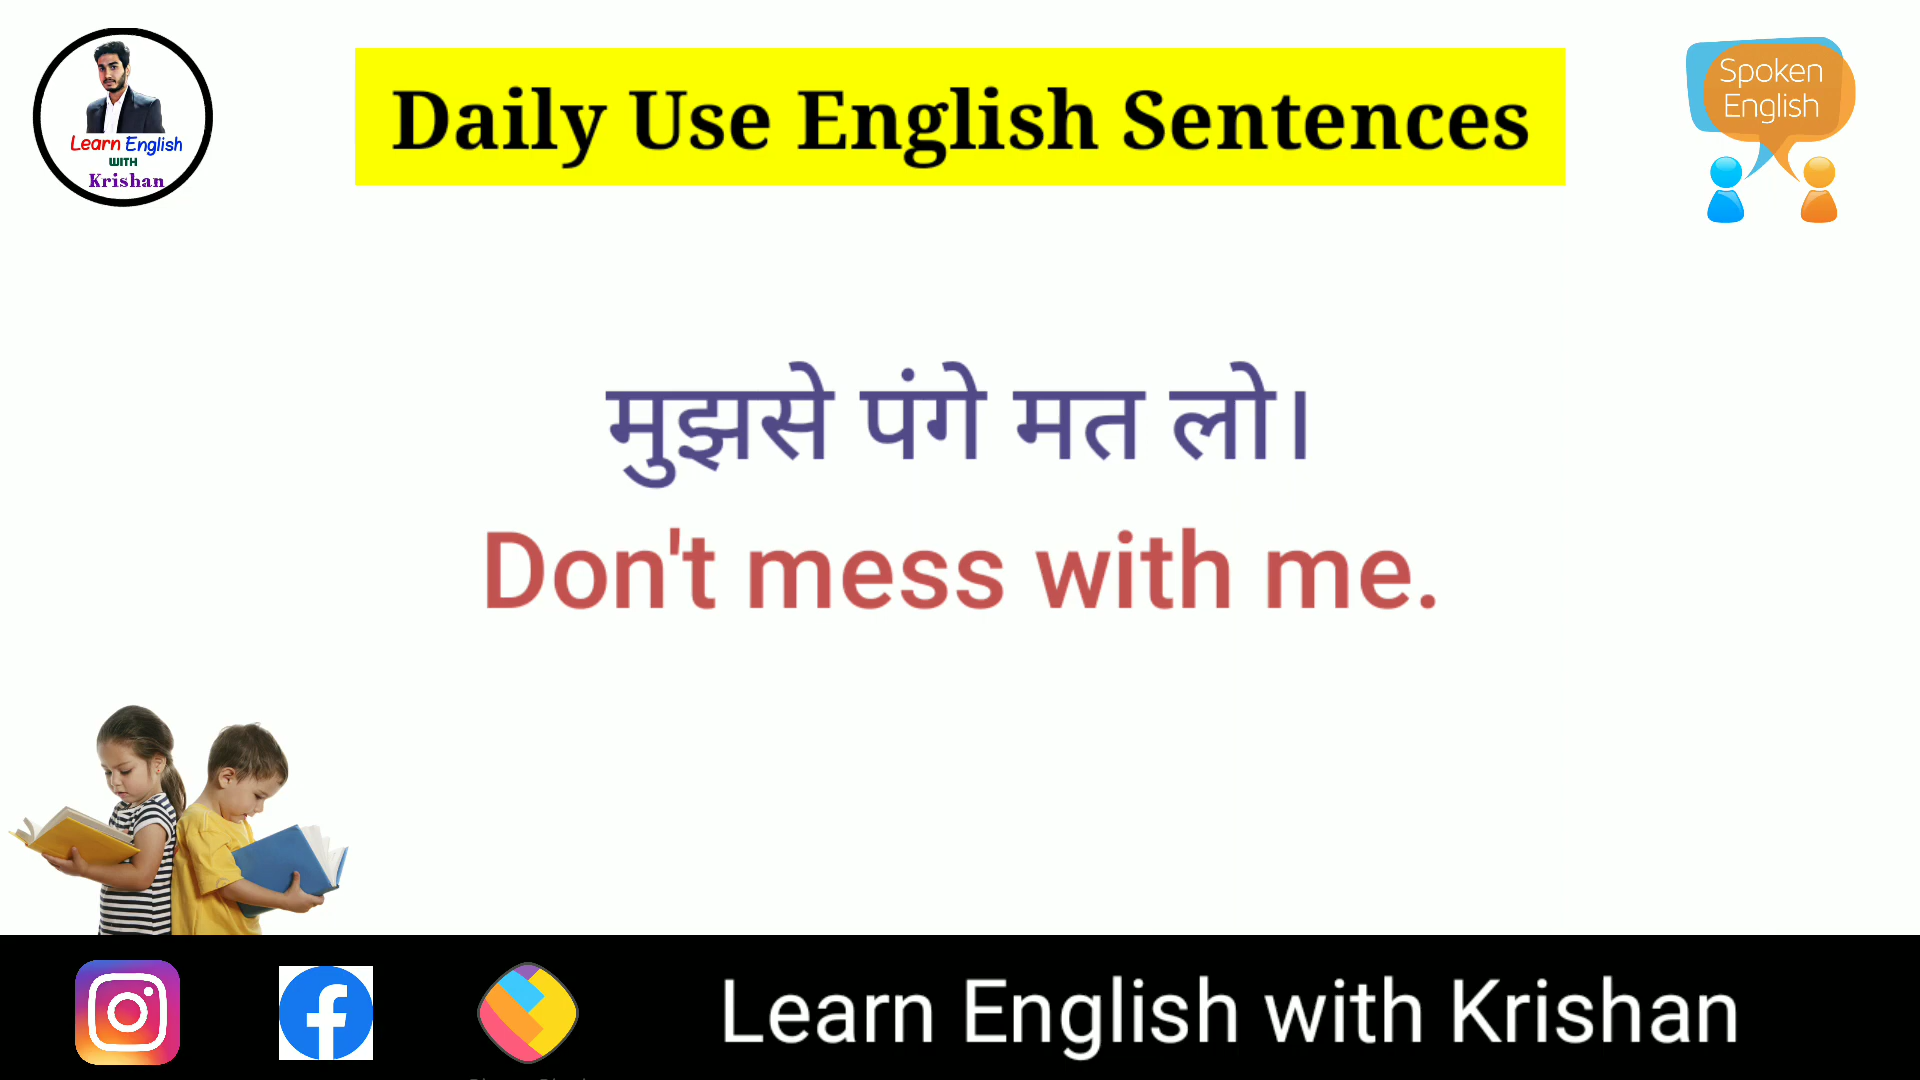 Learn English
WITH
Krishan
Daily Use English Sentences
Spoken
English
मुझसे पंगे मत लो।
Don't mess with me.
Learn English with Krishan